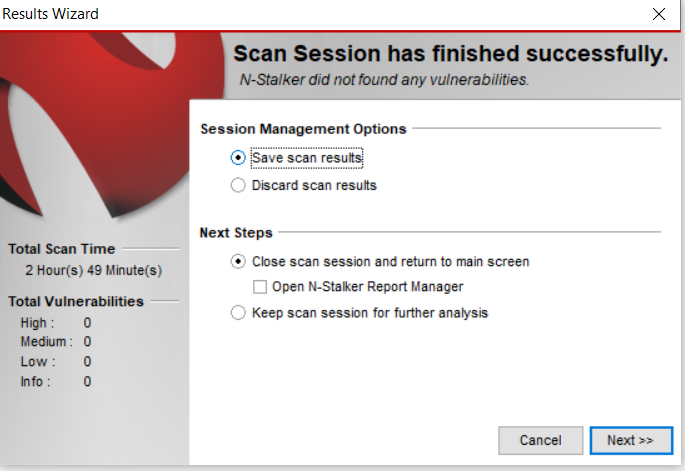 Results Wizard
Scan Session has finished successfully.
N-Stalker did not found any vulnerabilities.
Session Management Options
Save scan results
Discard scan results
Next Steps
Close scan session and return to main screen
Open N-Stalker Report Manager
Keep scan session for further analysis
Total Scan Time
2 Hour(s) 49 Minute(s)
Total Vulnerabilities
High : 0
Medium : 0
Low : 0
Info : 0
Cancel
Next >>